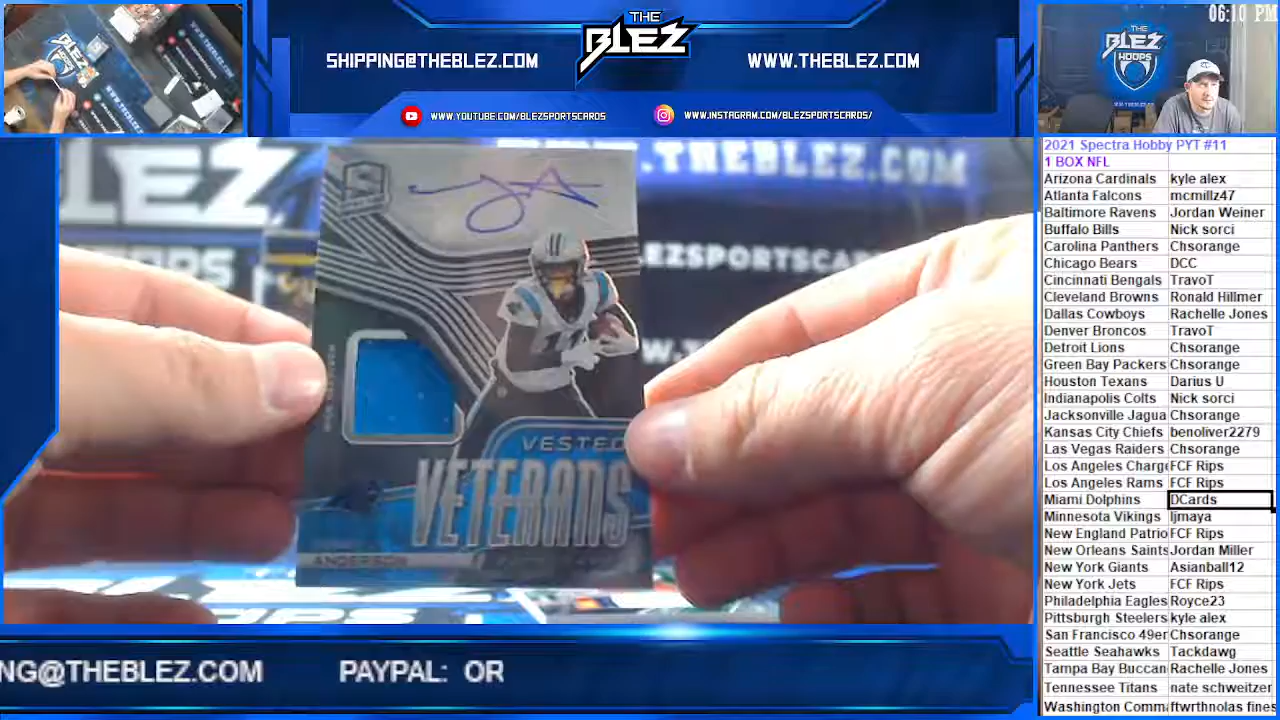 06:10 PM
THE
BLEZ
SHIPPING@THEBLEZ.COM
WWW.THEBLEZ.COM
WWW.YOUTUBE.COM/BLEZSPORTSCARDS
WWW.INSTAGRAM.COM/BLEZSPORTSCARDS/
THE
BLEZ
HOOPS
WWW.THEBLEZ.COM
EZSPORTSCA
VESTED
VETERANS
ANDERSON
2021 Spectra Hobby PYT #11
1 BOX NFL
Arizona Cardinals kyle alex
Atlanta Falcons mcmillz47
Baltimore Ravens Jordan Weiner
Buffalo Bills Nick sorci
Carolina Panthers Chsorange
Chicago Bears DCC
Cincinnati Bengals TravoT
Cleveland Browns Ronald Hillmer
Dallas Cowboys Rachelle Jones
Denver Broncos TravoT
Detroit Lions Chsorange
Green Bay Packers Chsorange
Houston Texans Darius U
Indianapolis Colts Nick sorci
Jacksonville Jagua Chsorange
Kansas City Chiefs benoliver2279
Las Vegas Raiders Chsorange
Los Angeles Charg FCF Rips
Los Angeles Rams FCF Rips
Miami Dolphins DCards
Minnesota Vikings ljmaya
New England Patrio FCF Rips
New Orleans Saints Jordan Miller
New York Giants Asianball12
New York Jets FCF Rips
Philadelphia Eagles Royce23
Pittsburgh Steelers kyle alex
San Francisco 49er Chsorange
Seattle Seahawks Tackdawg
Tampa Bay Buccan Rachelle Jones
Tennessee Titans nate schweitzer
Washington Comma ftwrthnolas fines
NG@THEBLEZ.COM PAYPAL: OR